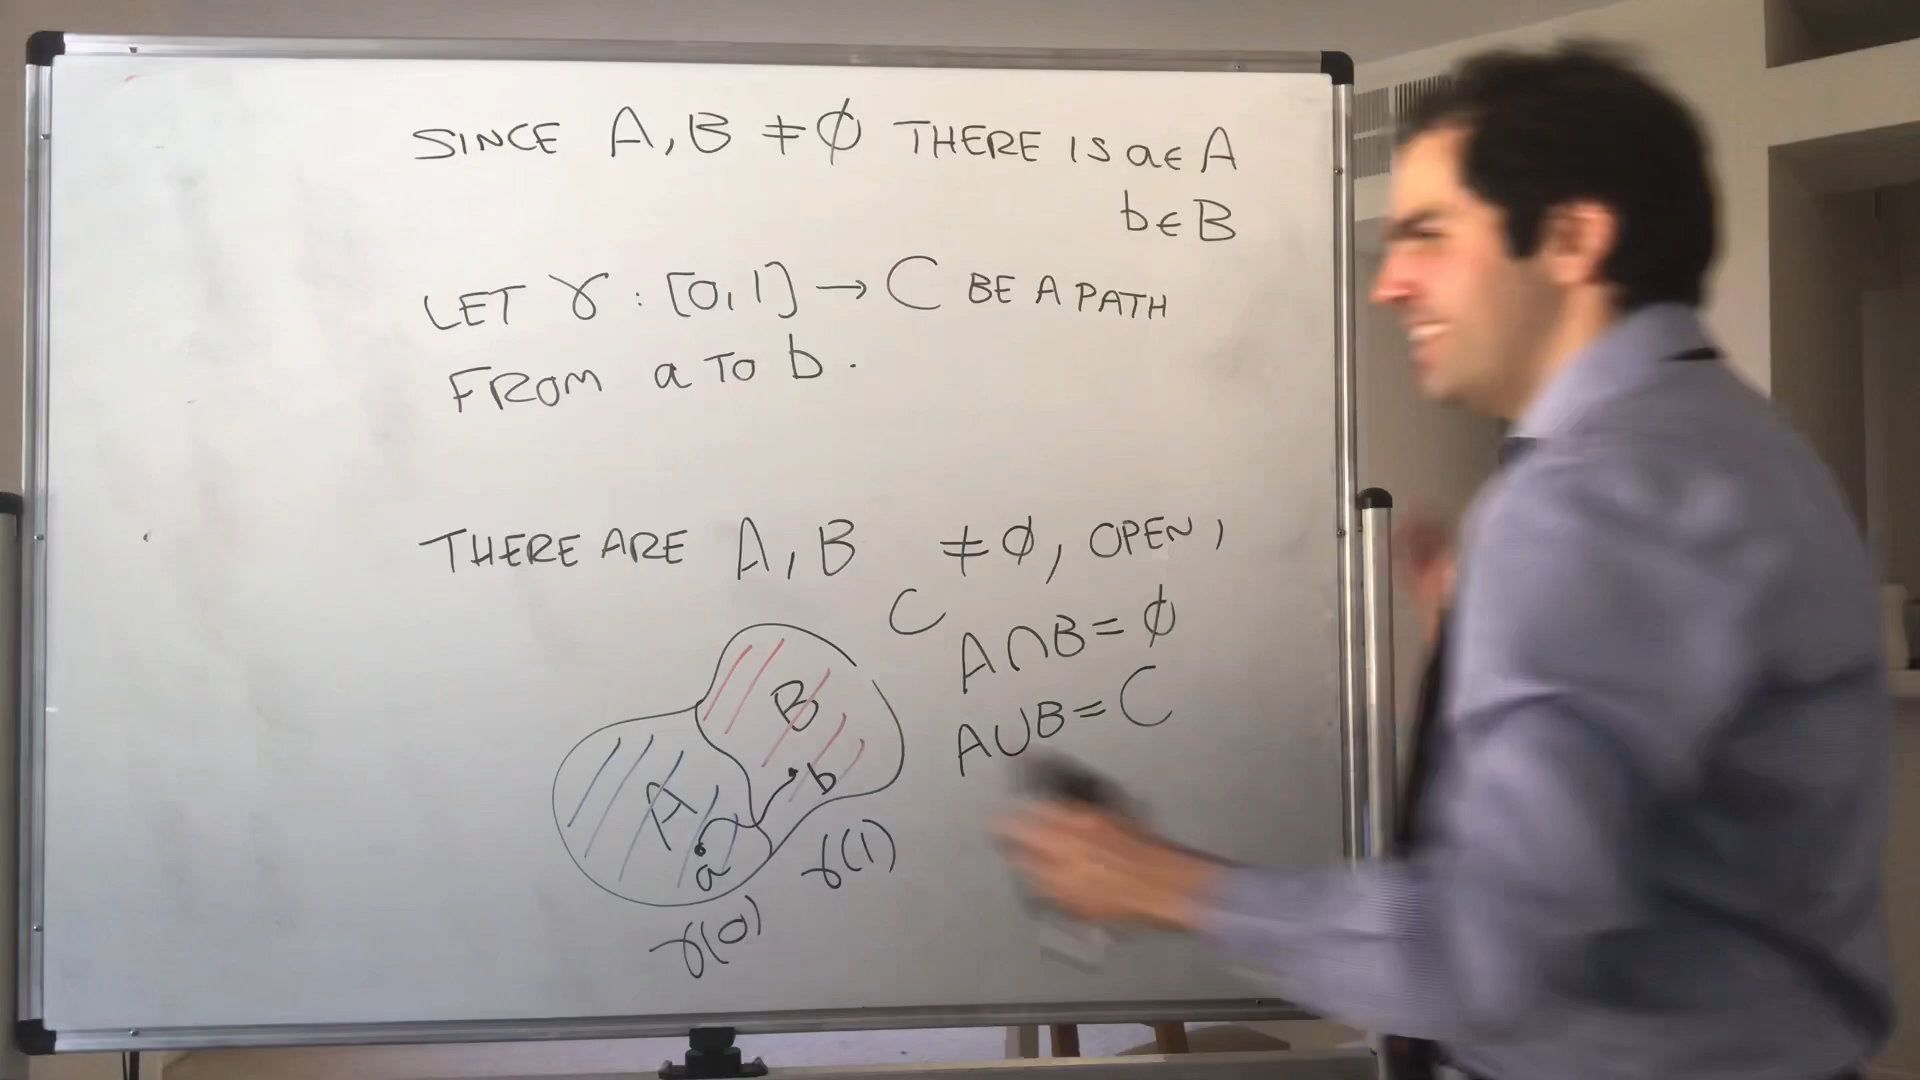 SINCE A, B ≠ ∅ THERE IS a ∈ A
b ∈ B
LET γ : [0,1] → C BE A PATH
FROM a TO b.
THERE ARE A, B ≠ ∅, OPEN,
C
A ∩ B = ∅
A ∪ B = C
B
b
A
a
γ(1)
γ(0)